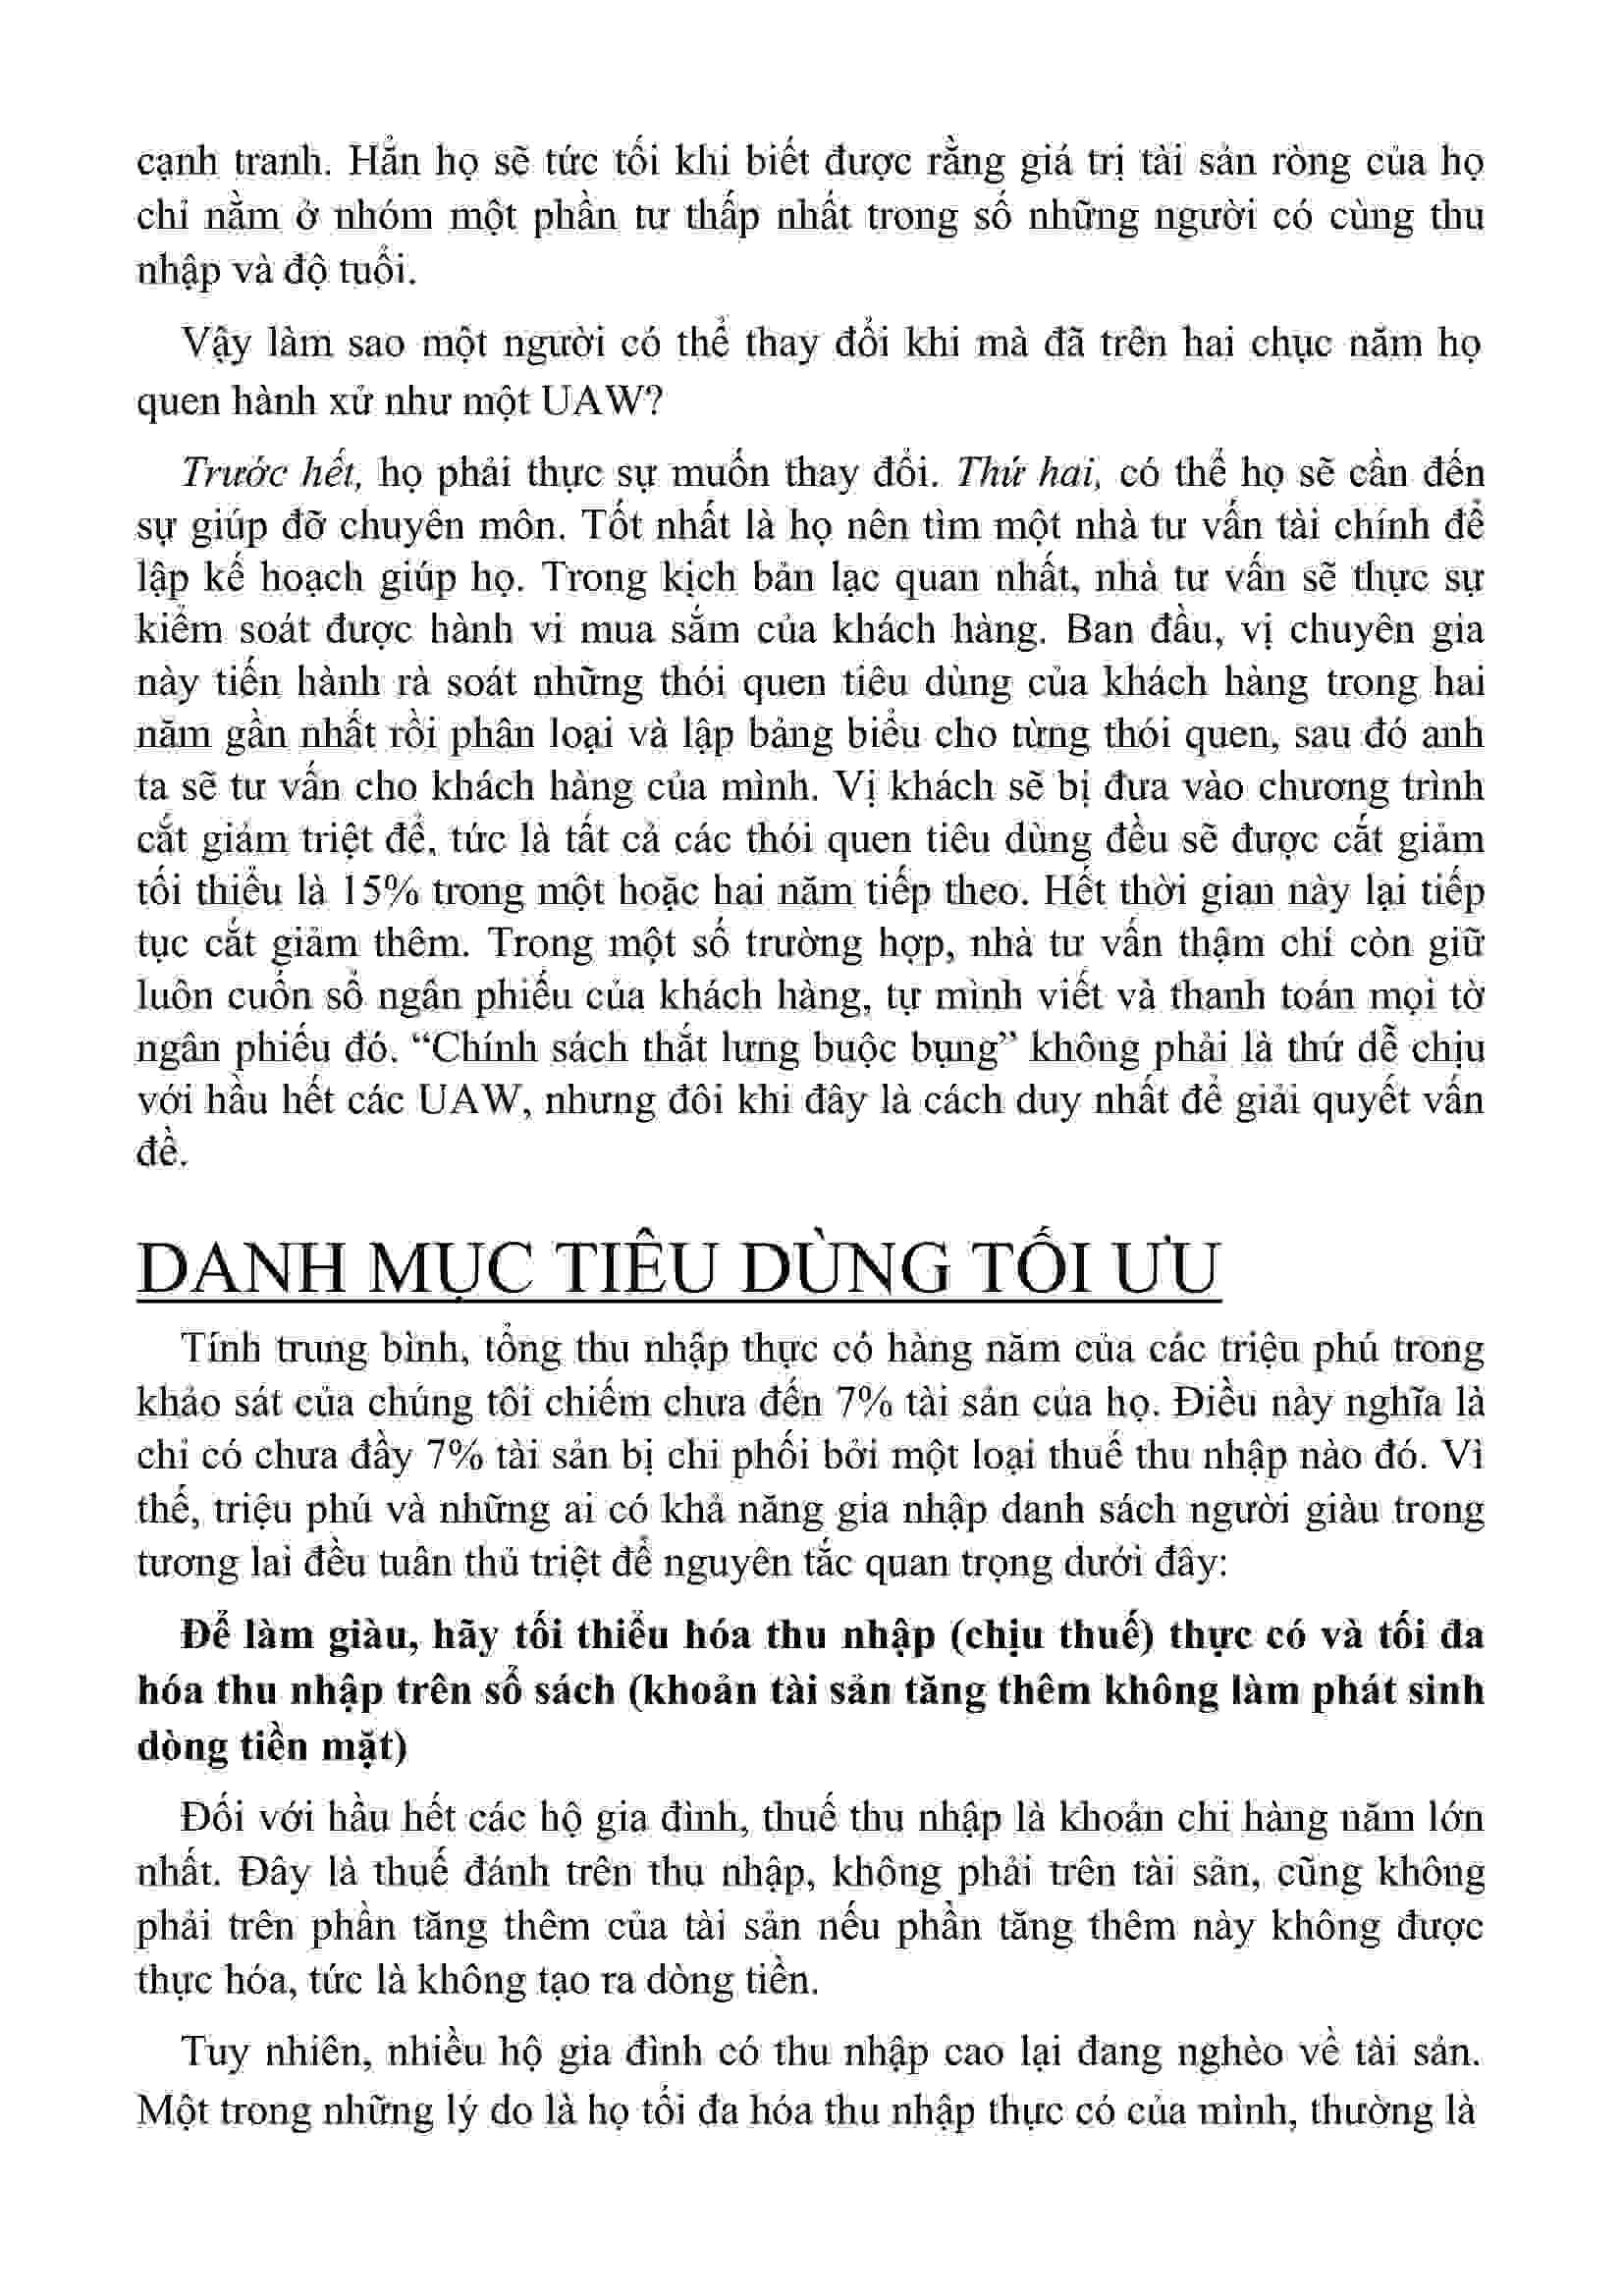 cạnh tranh. Hẳn họ sẽ tức tối khi biết được rằng giá trị tài sản ròng của họ
chỉ nằm ở nhóm một phần tư thấp nhất trong số những người có cùng thu
nhập và độ tuổi.
Vậy làm sao một người có thể thay đổi khi mà đã trên hai chục năm họ
quen hành xử như một UAW?
Trước hết, họ phải thực sự muốn thay đổi. Thứ hai, có thể họ sẽ cần đến
sự giúp đỡ chuyên môn. Tốt nhất là họ nên tìm một nhà tư vấn tài chính để
lập kế hoạch giúp họ. Trong kịch bản lạc quan nhất, nhà tư vấn sẽ thực sự
kiểm soát được hành vi mua sắm của khách hàng. Ban đầu, vị chuyên gia
này tiến hành rà soát những thói quen tiêu dùng của khách hàng trong hai
năm gần nhất rồi phân loại và lập bảng biểu cho từng thói quen, sau đó anh
ta sẽ tư vấn cho khách hàng của mình. Vị khách sẽ bị đưa vào chương trình
cắt giảm triệt để, tức là tất cả các thói quen tiêu dùng đều sẽ được cắt giảm
tối thiểu là 15% trong một hoặc hai năm tiếp theo. Hết thời gian này lại tiếp
tục cắt giảm thêm. Trong một số trường hợp, nhà tư vấn thậm chí còn giữ
luôn cuốn sổ ngân phiếu của khách hàng, tự mình viết và thanh toán mọi tờ
ngân phiếu đó. “Chính sách thắt lưng buộc bụng” không phải là thứ dễ chịu
với hầu hết các UAW, nhưng đôi khi đây là cách duy nhất để giải quyết vấn
đề.
DANH MỤC TIÊU DÙNG TỐI ƯU
Tính trung bình, tổng thu nhập thực có hàng năm của các triệu phú trong
khảo sát của chúng tôi chiếm chưa đến 7% tài sản của họ. Điều này nghĩa là
chỉ có chưa đầy 7% tài sản bị chi phối bởi một loại thuế thu nhập nào đó. Vì
thế, triệu phú và những ai có khả năng gia nhập danh sách người giàu trong
tương lai đều tuân thủ triệt để nguyên tắc quan trọng dưới đây:
Để làm giàu, hãy tối thiểu hóa thu nhập (chịu thuế) thực có và tối đa
hóa thu nhập trên sổ sách (khoản tài sản tăng thêm không làm phát sinh
dòng tiền mặt)
Đối với hầu hết các hộ gia đình, thuế thu nhập là khoản chi hàng năm lớn
nhất. Đây là thuế đánh trên thu nhập, không phải trên tài sản, cũng không
phải trên phần tăng thêm của tài sản nếu phần tăng thêm này không được
thực hóa, tức là không tạo ra dòng tiền.
Tuy nhiên, nhiều hộ gia đình có thu nhập cao lại đang nghèo về tài sản.
Một trong những lý do là họ tối đa hóa thu nhập thực có của mình, thường là